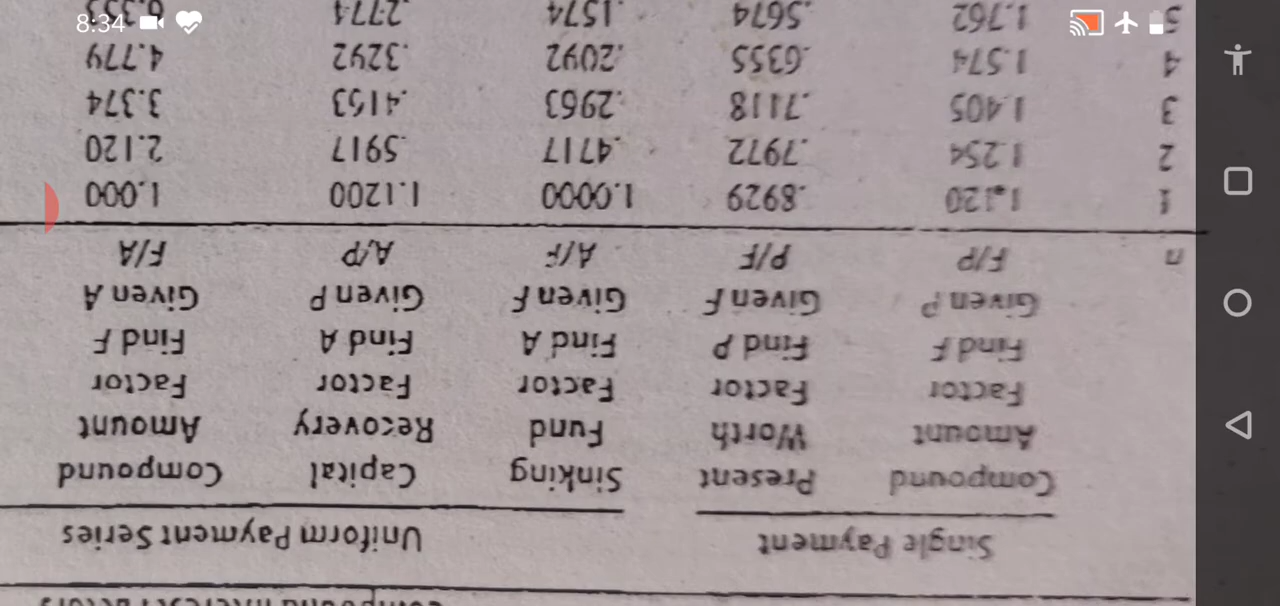 8:34
Compound Interest Factors
Single Payment Uniform Payment Series
Compound Present Sinking Capital Compound
Amount Worth Fund Recovery Amount
Factor Factor Factor Factor Factor
Find F Find P Find A Find A Find F
Given P Given F Given F Given P Given A
n F/P P/F A/F A/P F/A
1 1.120 .8929 1.0000 1.1200 1.000
2 1.254 .7972 .4717 .5917 2.120
3 1.405 .7118 .2963 .4153 3.374
4 1.574 .6355 .2092 .3292 4.779
5 1.762 .5674 .1574 .2774 6.353